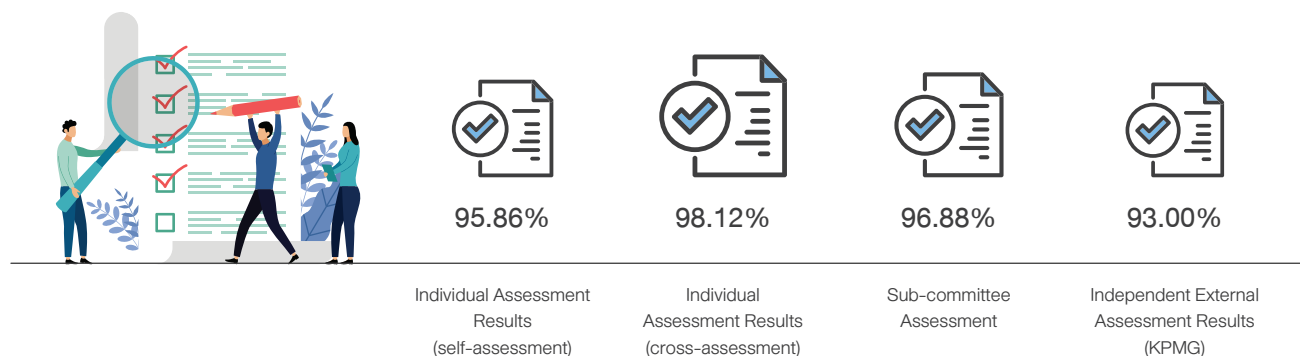 95.86%
98.12%
96.88%
93.00%
Individual Assessment
Results
(self-assessment)
Individual
Assessment Results
(cross-assessment)
Sub-committee
Assessment
Independent External
Assessment Results
(KPMG)